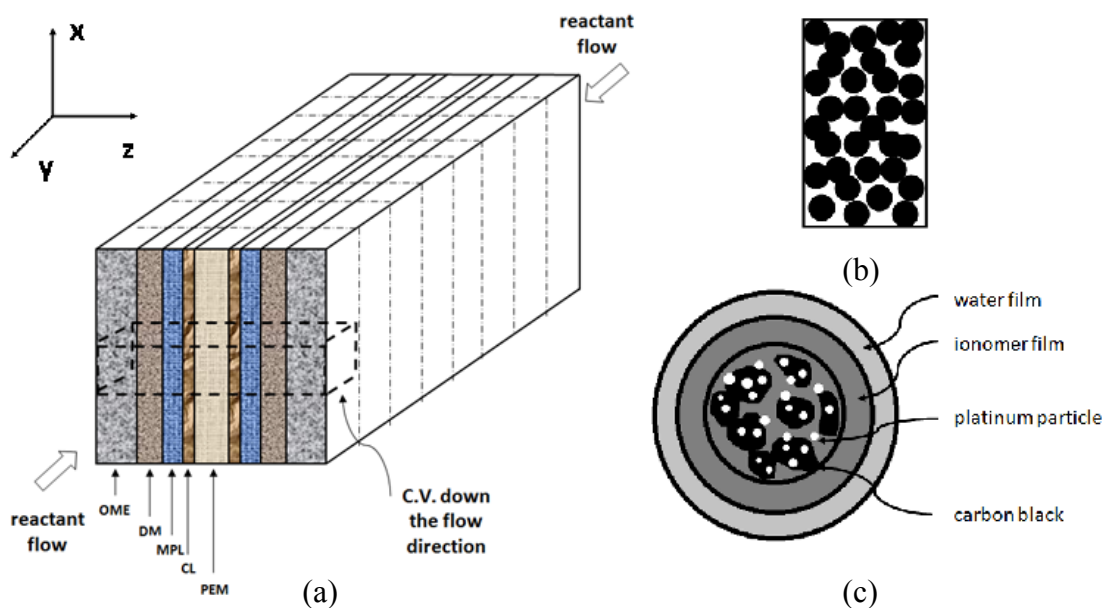 reactant
flow
X
y
z
OME
DM
MPL
CL
PEM
reactant
flow
C.V. down
the flow
direction
(a)
(b)
water film
ionomer film
platinum particle
carbon black
(c)